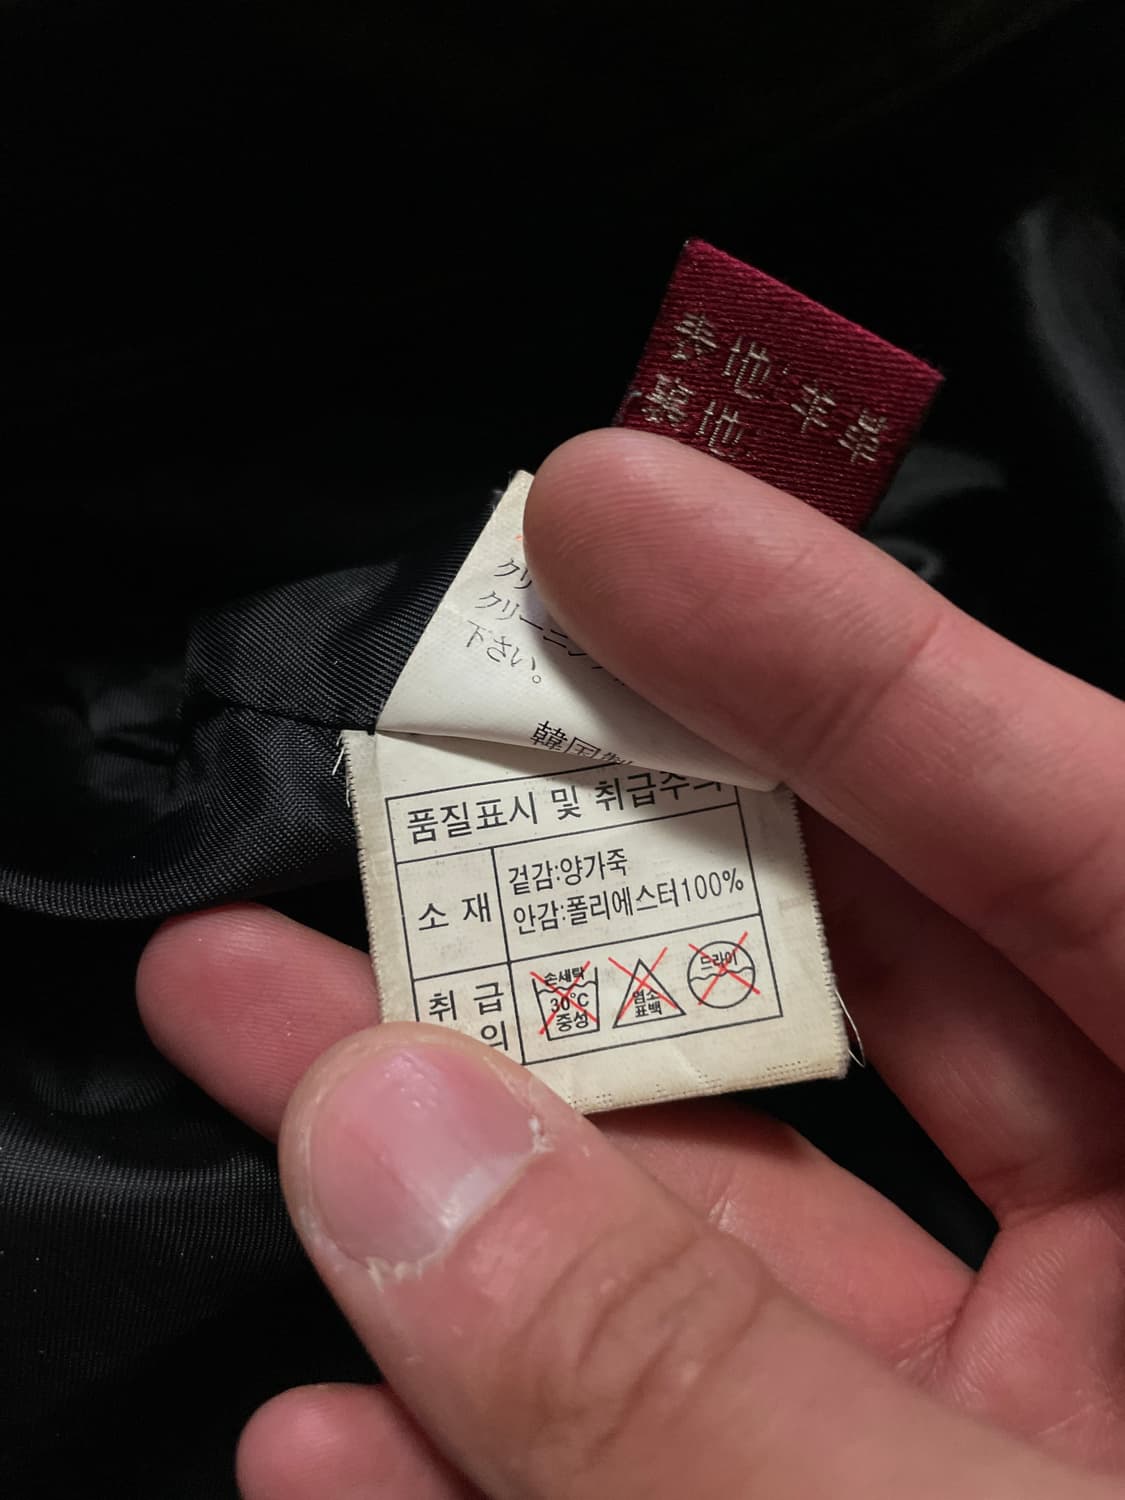 表地:羊革
裏地
クリ
クリーニン
下さい。
韓国製
품질표시 및 취급주의
소재
겉감:양가죽
안감:폴리에스터100%
취급
의
손세탁
30°C
중성
염소
표백
드라이